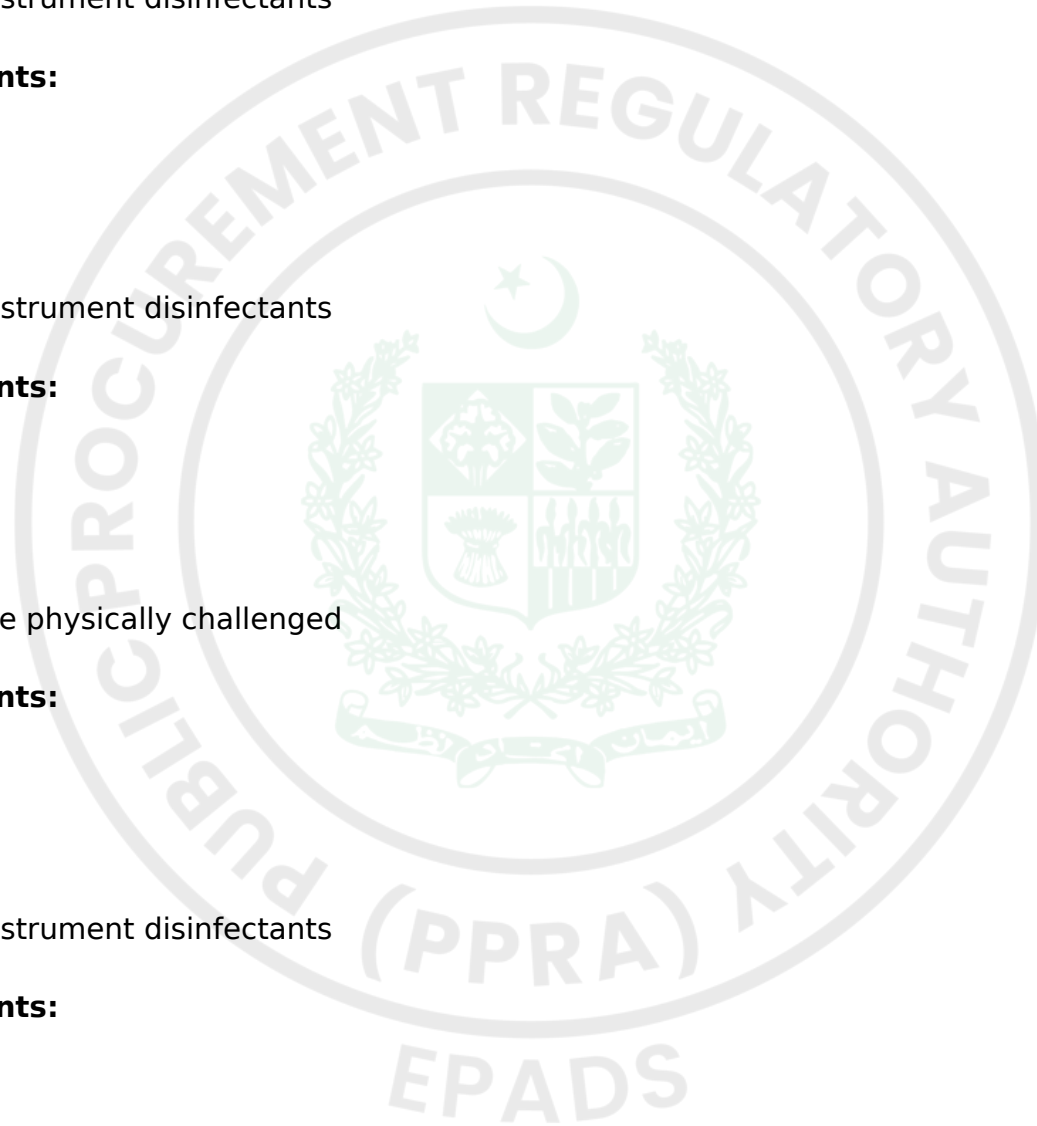 strument disinfectants
nts:
strument disinfectants
nts:
e physically challenged
nts:
strument disinfectants
nts:
PUBLIC PROCUREMENT REGULATORY AUTHORITY
(PPRA)
EPADS